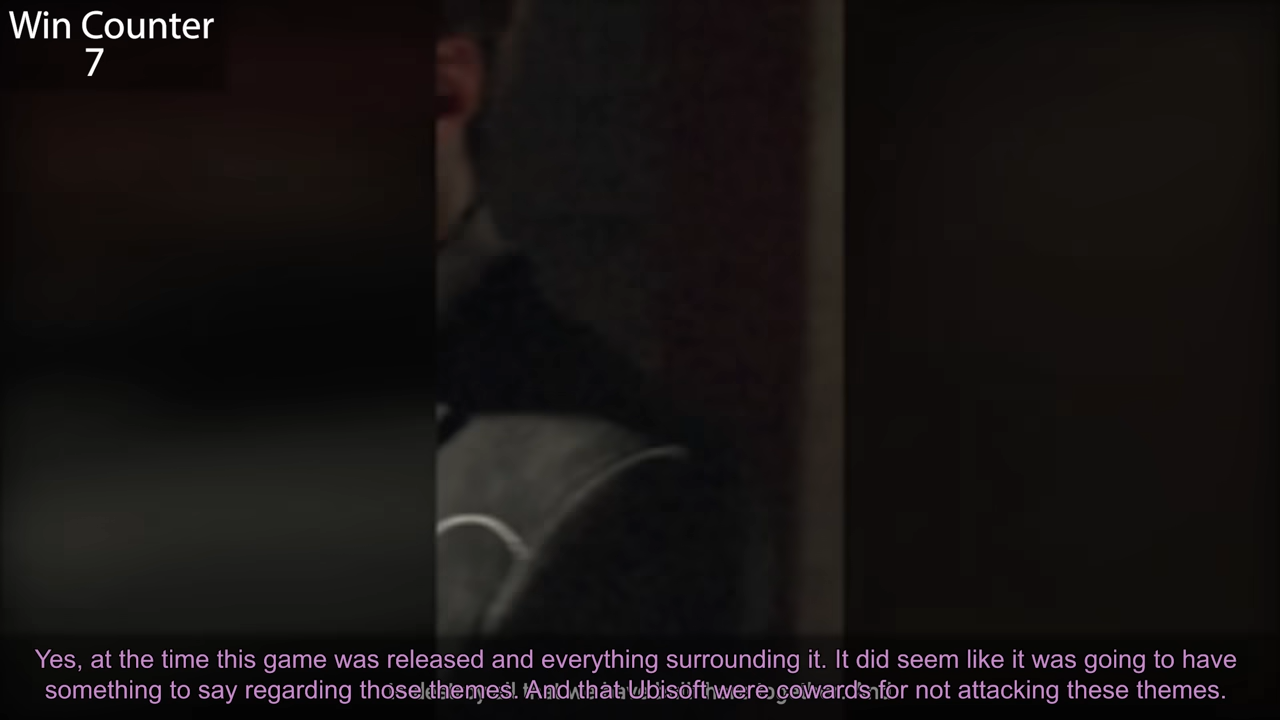 Win Counter
7
Yes, at the time this game was released and everything surrounding it. It did seem like it was going to have
something to say regarding those themes. And that Ubisoft were cowards for not attacking these themes.